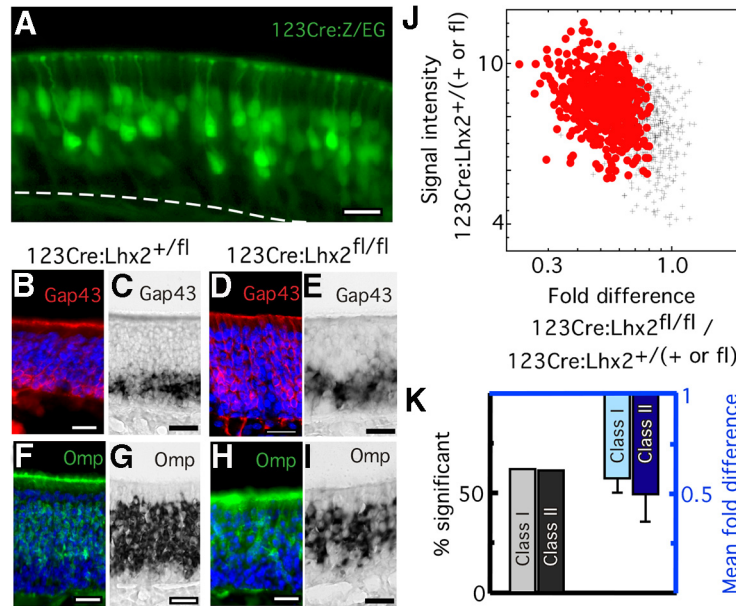 A
123Cre:Z/EG
123Cre:Lhx2+/fl
123Cre:Lhx2fl/fl
B
Gap43
C
Gap43
D
Gap43
E
Gap43
F
Omp
G
Omp
H
Omp
I
Omp
J
Signal intensity
123Cre:Lhx2+/(+ or fl)
10
4
0.3
1.0
Fold difference
123Cre:Lhx2fl/fl /
123Cre:Lhx2+/(+ or fl)
K
% significant
50
0
Class I
Class II
Class I
Class II
1
0.5
Mean fold difference